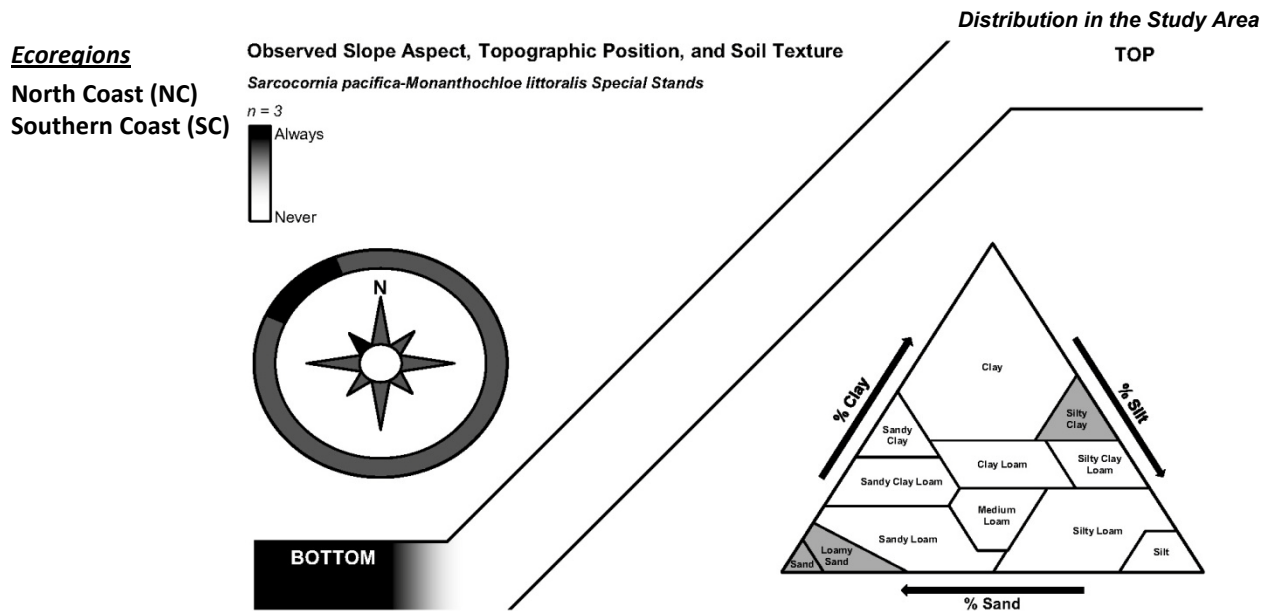 Distribution in the Study Area
Ecoregions
North Coast (NC)
Southern Coast (SC)
Observed Slope Aspect, Topographic Position, and Soil Texture
Sarcocornia pacifica-Monanthochloe littoralis Special Stands
n = 3
Always
Never
TOP
N
BOTTOM
% Clay
% Silt
Clay
Silty
Clay
Sandy
Clay
Clay Loam
Silty Clay
Loam
Sandy Clay Loam
Medium
Loam
Sandy Loam
Silty Loam
Loamy
Sand
Sand
Silt
% Sand